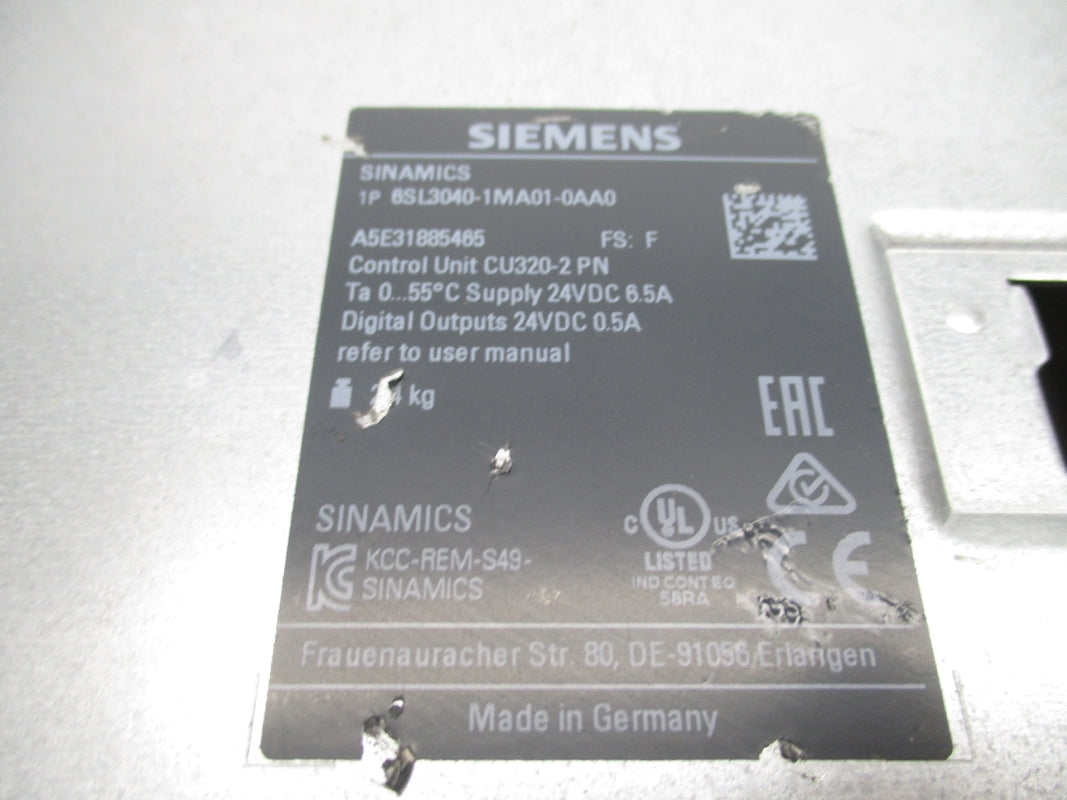 SIEMENS
SINAMICS
1P 6SL3040-1MA01-0AA0
A5E31885465 FS: F
Control Unit CU320-2 PN
Ta 0...55°C Supply 24VDC 6.5A
Digital Outputs 24VDC 0.5A
refer to user manual
kg
EAC
SINAMICS
KCC-REM-S49-
SINAMICS
C UL US
LISTED
IND.CONT.EQ
58RA
CE
Frauenauracher Str. 80, DE-91056 Erlangen
Made in Germany